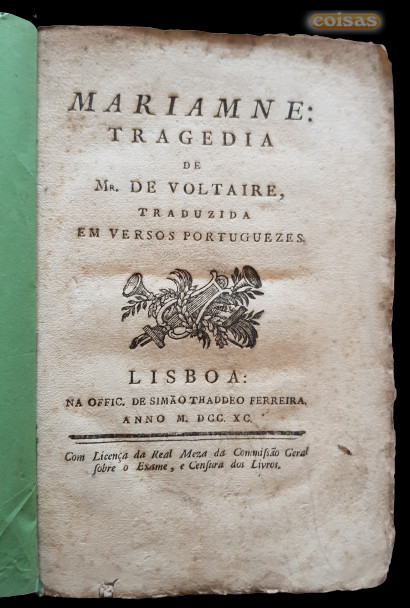 coisas
MARIAMNE:
TRAGEDIA
DE
MR. DE VOLTAIRE,
TRADUZIDA
EM VERSOS PORTUGUEZES.
LISBOA:
NA OFFIC. DE SIMÃO THADDEO FERREIRA,
ANNO M. DCC. XC.
Com Licença da Real Meza da Commiſſão Geral
ſobre o Exame, e Cenſura dos Livros.